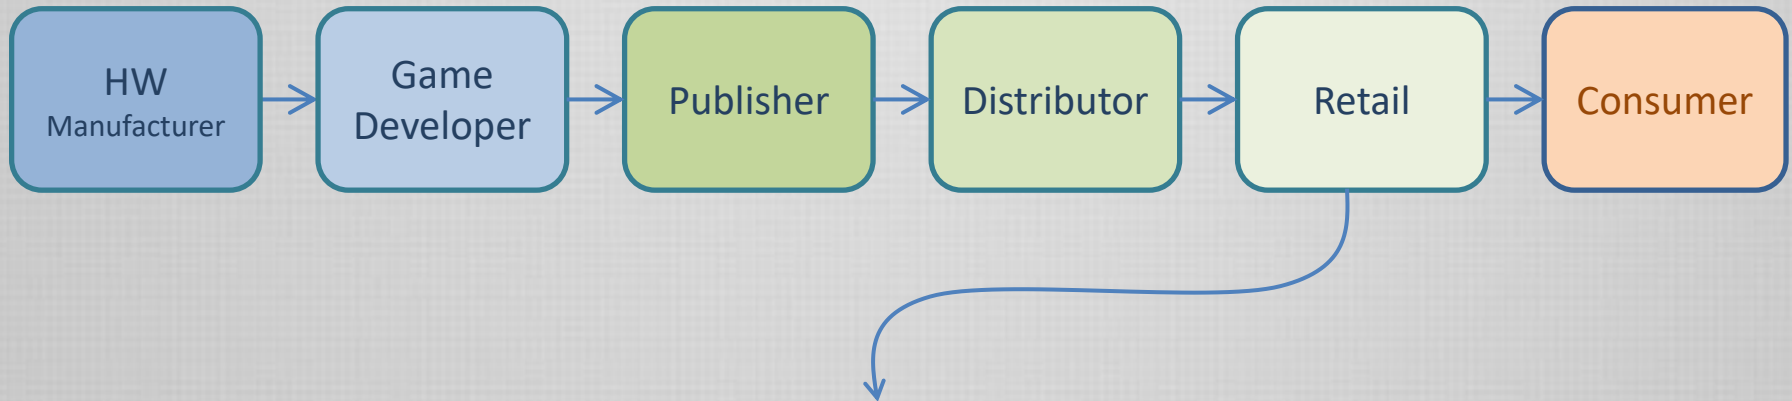 HW
Manufacturer
Game
Developer
Publisher
Distributor
Retail
Consumer